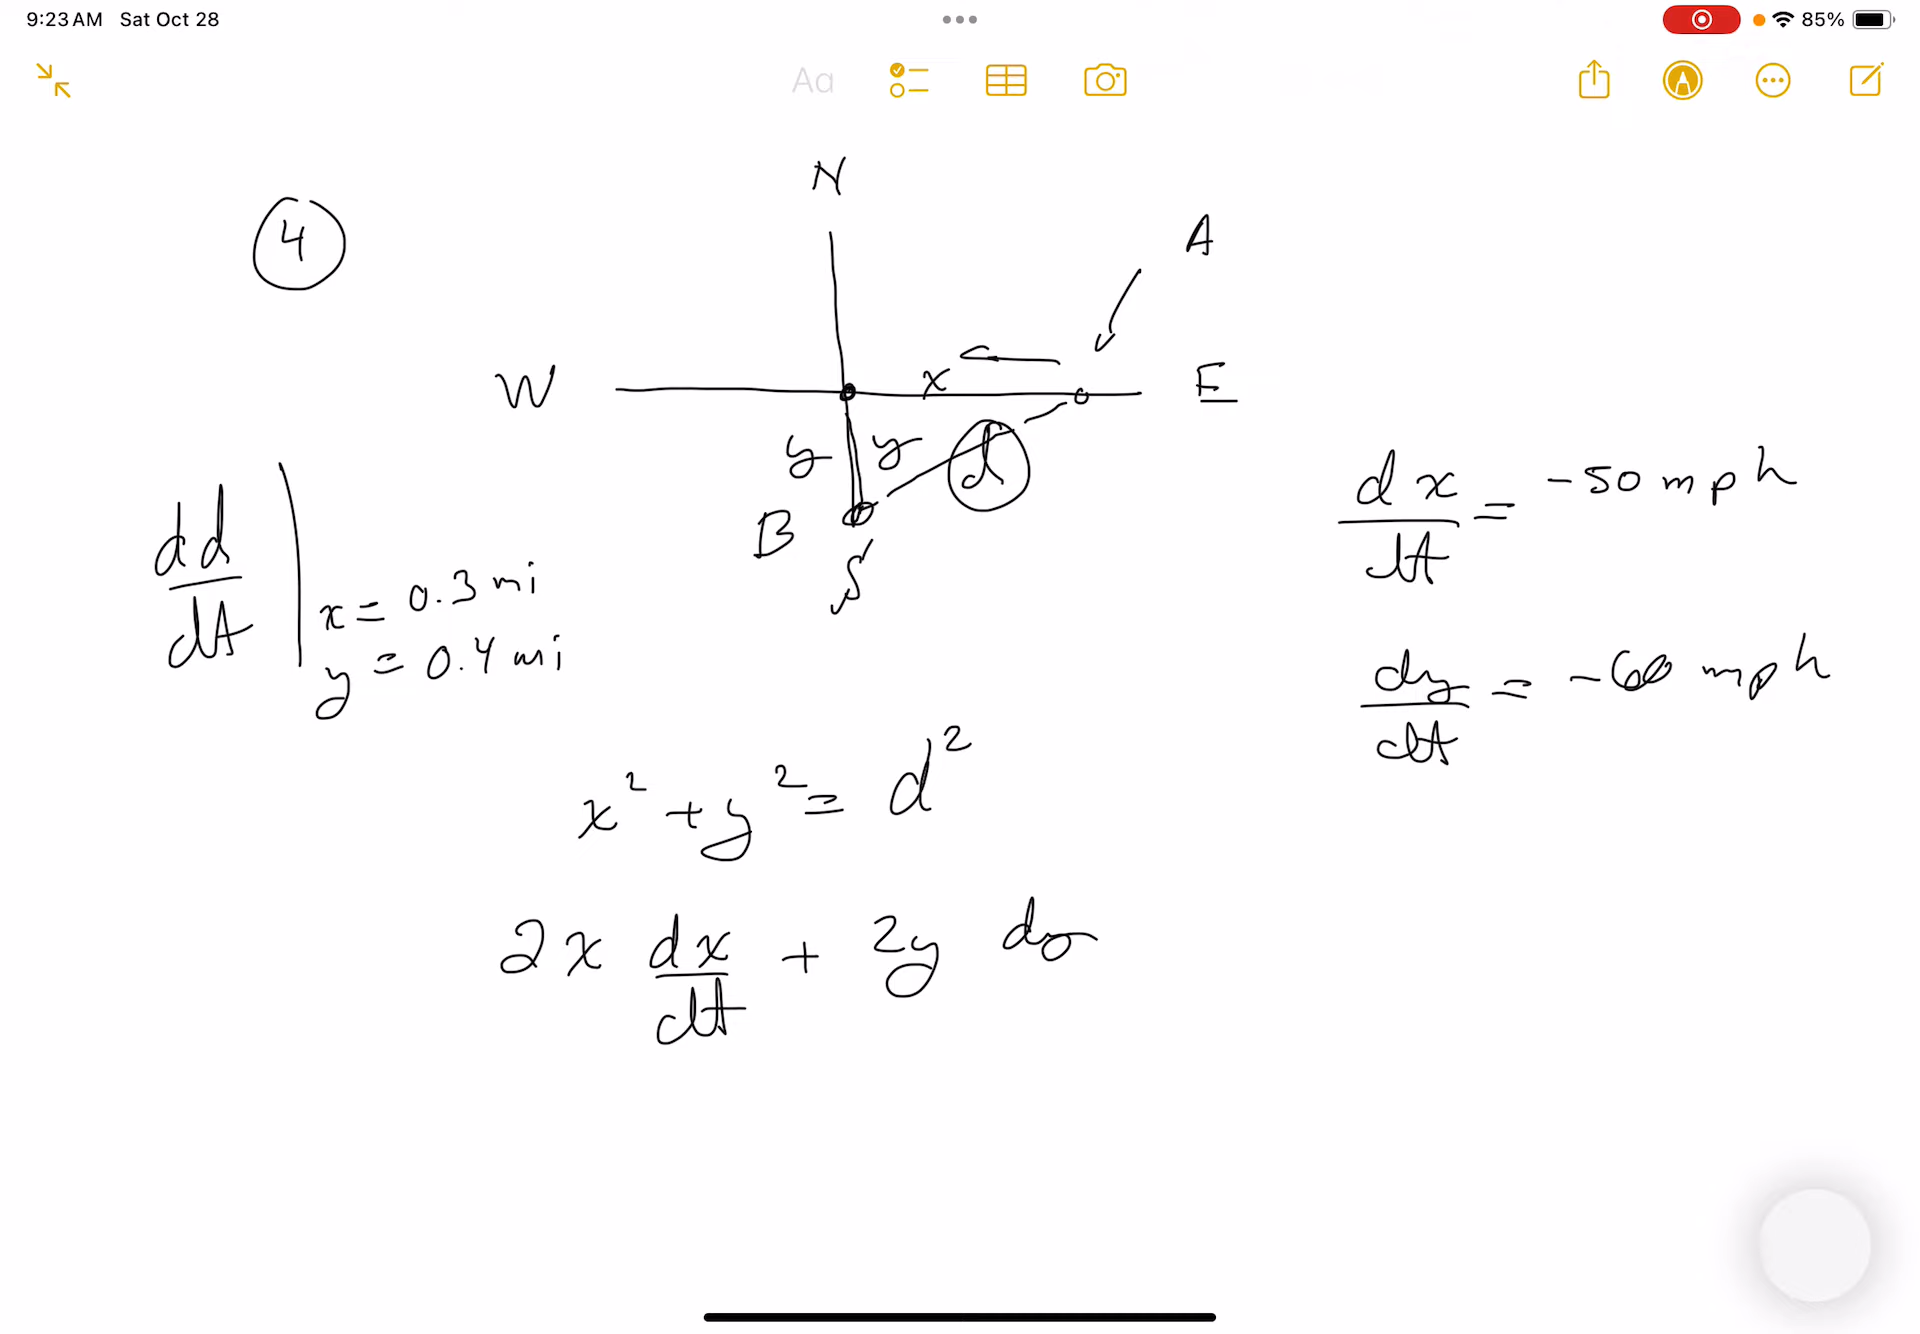 9:23 AM Sat Oct 28
85%
Aa
N
4
A
W
x
E
y y d
B
S
dx/dt = -50 mph
dd/dt | x = 0.3 mi
y = 0.4 mi
dy/dt = -60 mph
x² + y² = d²
2x dx/dt + 2y dy